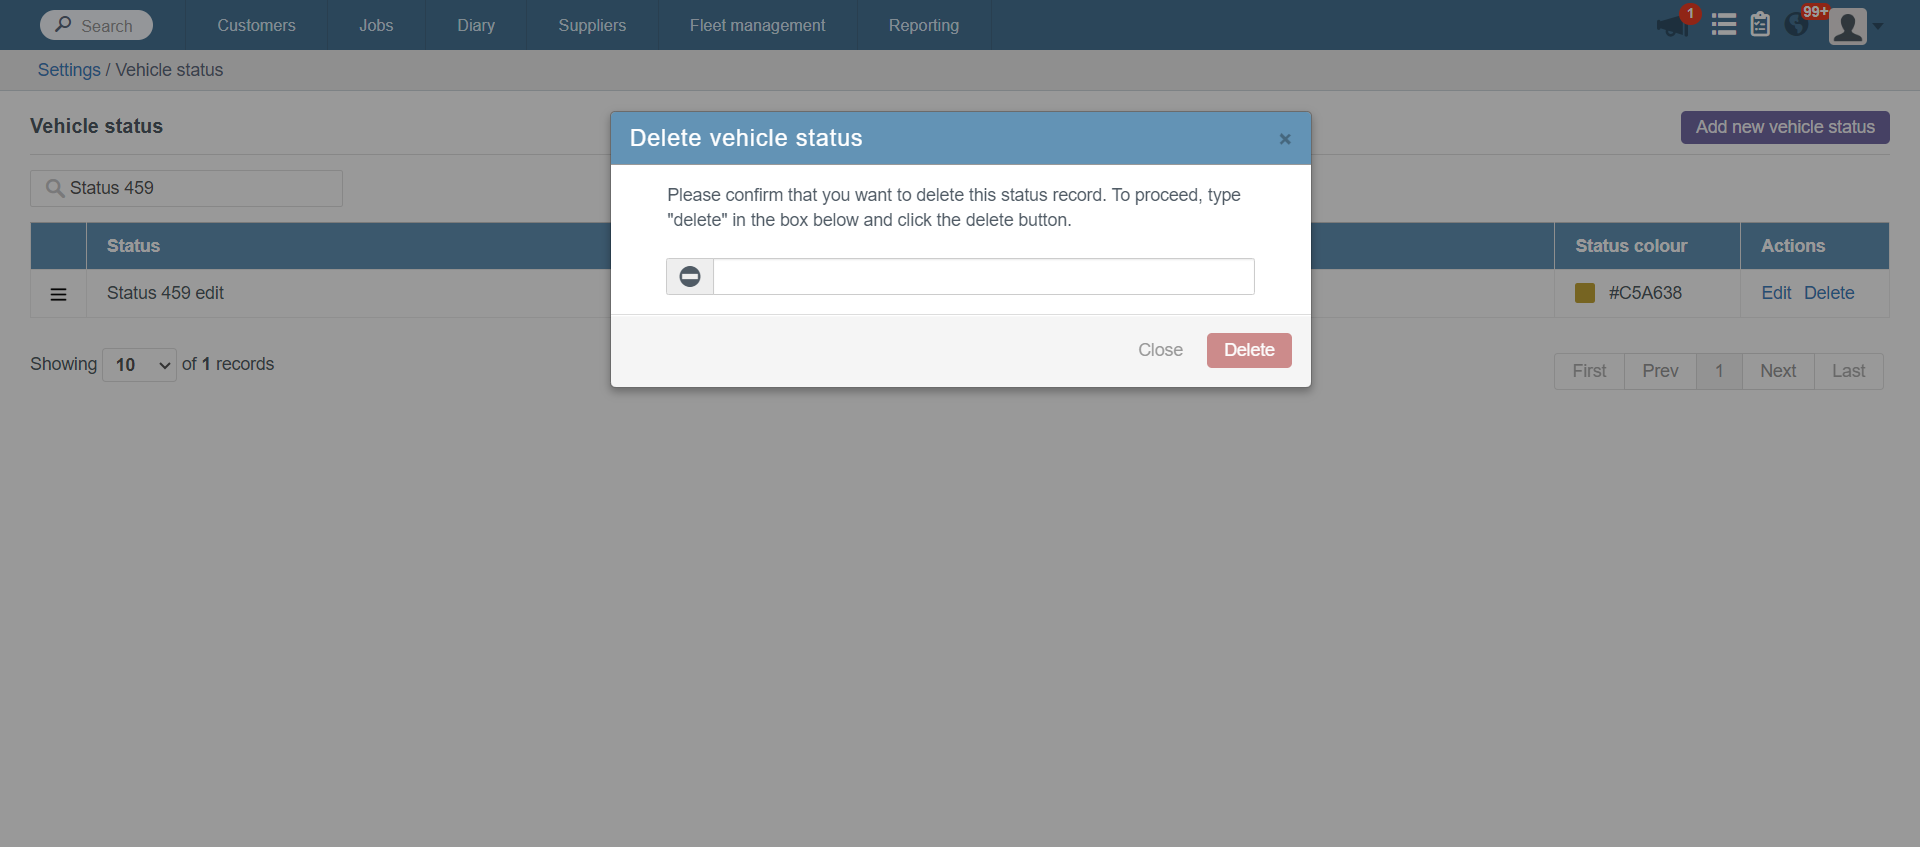 Search Customers Jobs Diary Suppliers Fleet management Reporting 1 99+
Settings / Vehicle status
Vehicle status
Add new vehicle status
Status 459
Status Status colour Actions
Status 459 edit #C5A638 Edit Delete
Showing 10 of 1 records
First Prev 1 Next Last
Delete vehicle status ×
Please confirm that you want to delete this status record. To proceed, type
"delete" in the box below and click the delete button.
Close Delete